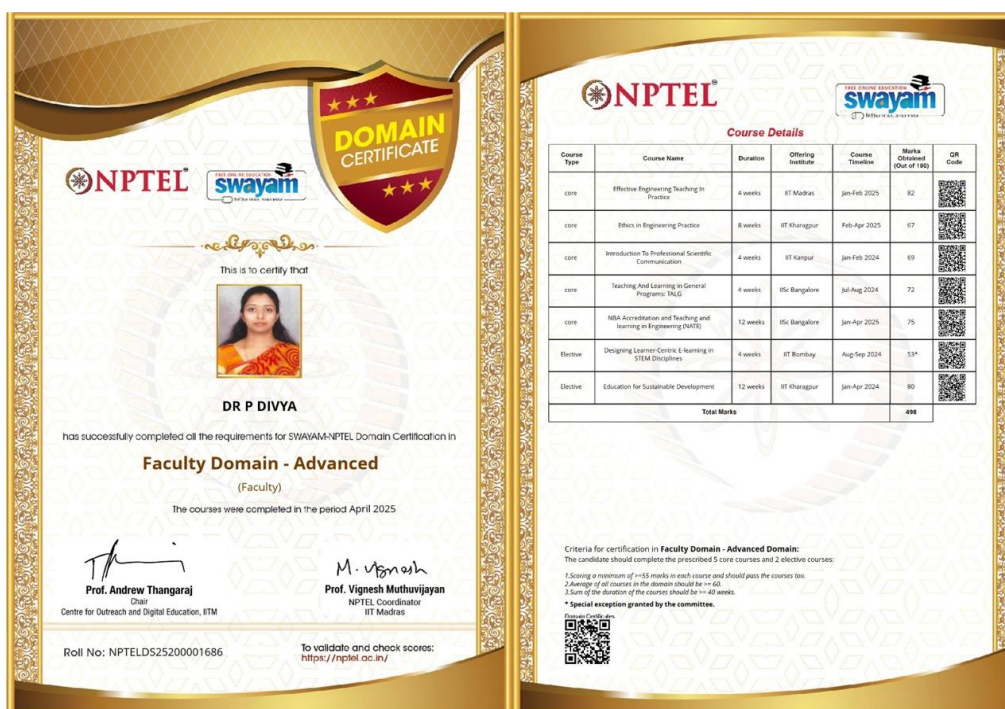 DOMAIN
CERTIFICATE
NPTEL
FREE ONLINE EDUCATION
swayam
This is to certify that
DR P DIVYA
has successfully completed all the requirements for SWAYAM-NPTEL Domain Certification in
Faculty Domain - Advanced
(Faculty)
The courses were completed in the period April 2025
Prof. Andrew Thangaraj
Chair
Centre for Outreach and Digital Education, IITM
M. Vignesh
Prof. Vignesh Muthuvijayan
NPTEL Coordinator
IIT Madras
Roll No: NPTELDS25200001686
To validate and check scores:
https://nptel.ac.in/
NPTEL
FREE ONLINE EDUCATION
swayam
Course Details
Course Type Course Name Duration Offering Institute Course Timeline Marks Obtained (Out of 100) QR Code
core Effective Engineering Teaching In Practice 4 weeks IIT Madras Jan-Feb 2025 82
core Ethics in Engineering Practice 8 weeks IIT Kharagpur Feb-Apr 2025 67
core Introduction To Professional Scientific Communication 4 weeks IIT Kanpur Jan-Feb 2024 69
core Teaching And Learning in General Programs: TALG 4 weeks IISc Bangalore Jul-Aug 2024 72
core NBA Accreditation and Teaching and learning in Engineering (NATE) 12 weeks IISc Bangalore Jan-Apr 2025 75
Elective Designing Learner-Centric E-learning in STEM Disciplines 4 weeks IIT Bombay Aug-Sep 2024 53*
Elective Education for Sustainable Development 12 weeks IIT Kharagpur Jan-Apr 2024 80
Total Marks 498
Criteria for certification in Faculty Domain - Advanced Domain:
The candidate should complete the prescribed 5 core courses and 2 elective courses:
1.Scoring a minimum of >=55 marks in each course and should pass the courses too.
2.Average of all courses in the domain should be >= 60.
3.Sum of the duration of the courses should be >= 40 weeks.
* Special exception granted by the committee.
Domain Certificates